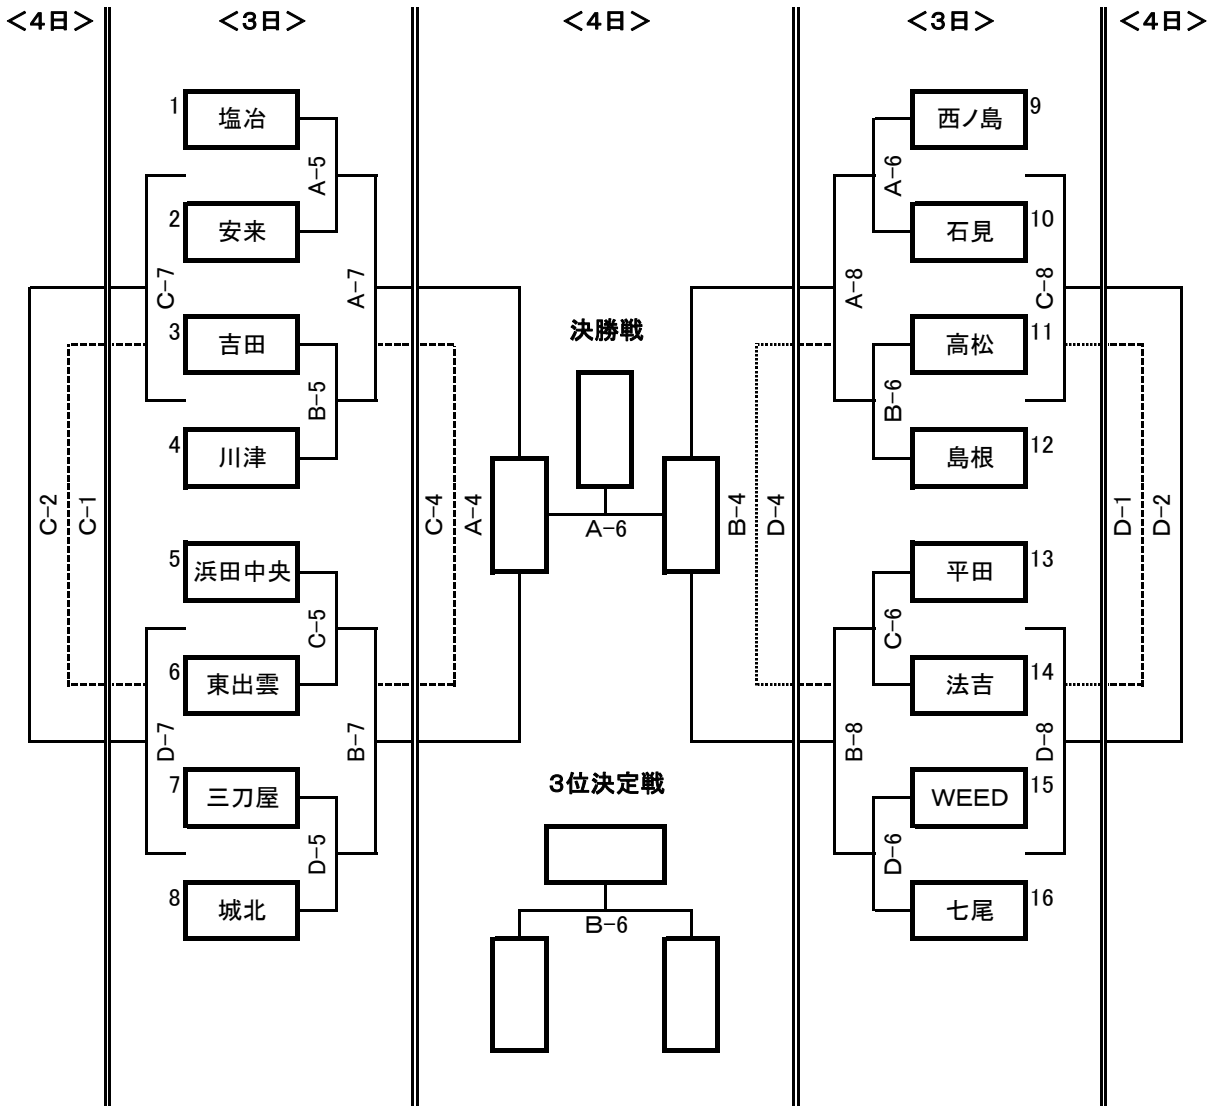 ＜4日＞ ＜3日＞ ＜4日＞ ＜3日＞ ＜4日＞
1 塩冶
A-5
2 安来
C-7
A-7
3 吉田
B-5
4 川津
C-2
C-1
C-4
A-4
5 浜田中央
C-5
6 東出雲
D-7
B-7
7 三刀屋
D-5
8 城北
決勝戦
A-6
3位決定戦
B-6
西ノ島 9
A-6
石見 10
A-8
C-8
高松 11
B-6
島根 12
B-4
D-4
D-1
D-2
平田 13
C-6
法吉 14
B-8
D-8
WEED 15
D-6
七尾 16